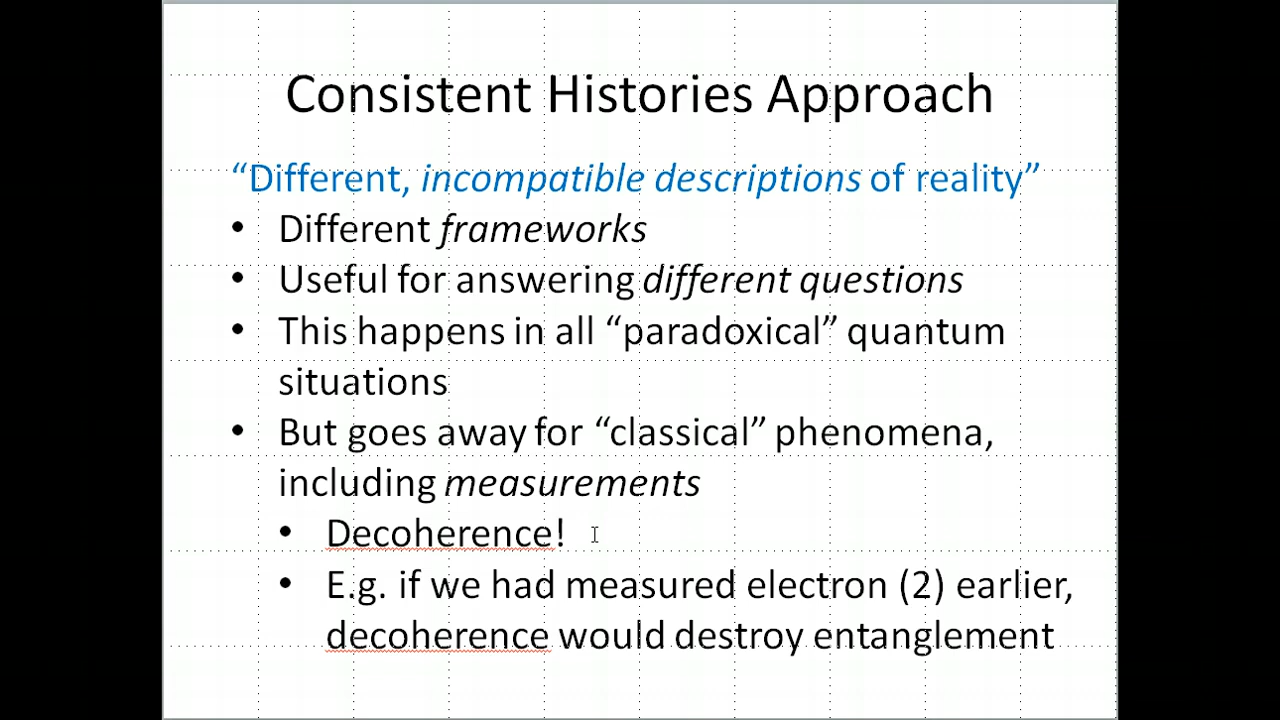 Consistent Histories Approach
“Different, incompatible descriptions of reality”
• Different frameworks
• Useful for answering different questions
• This happens in all “paradoxical” quantum
situations
• But goes away for “classical” phenomena,
including measurements
• Decoherence!
• E.g. if we had measured electron (2) earlier,
decoherence would destroy entanglement